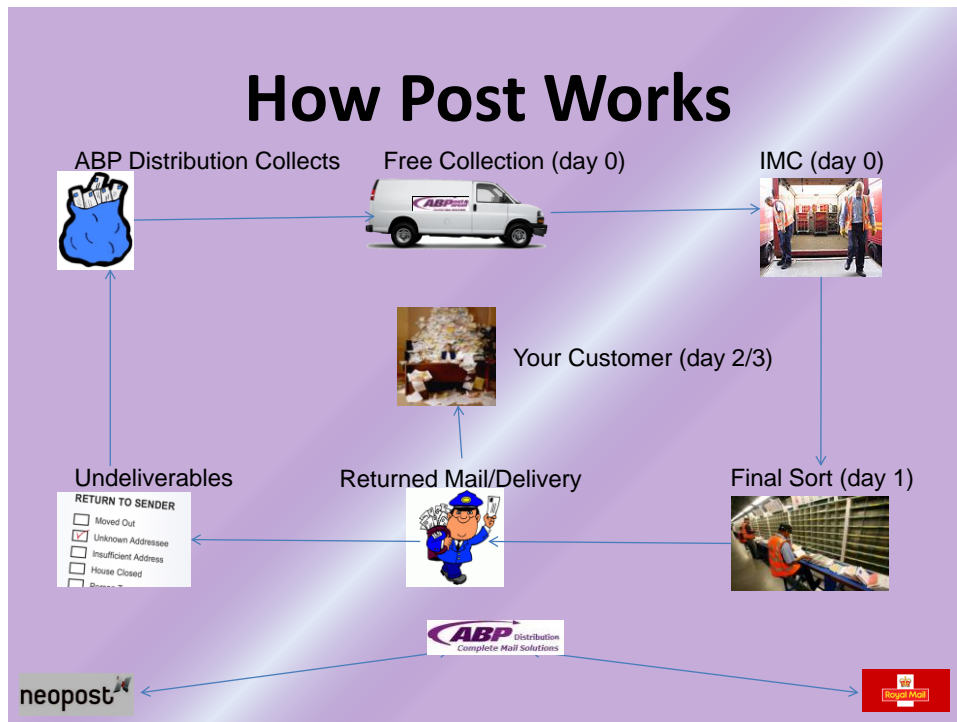 How Post Works
ABP Distribution Collects
Free Collection (day 0)
IMC (day 0)
ABP
Your Customer (day 2/3)
Undeliverables
Returned Mail/Delivery
Final Sort (day 1)
RETURN TO SENDER
Moved Out
Unknown Addressee
Insufficient Address
House Closed
ABP Distribution
Complete Mail Solutions
neopost
Royal Mail